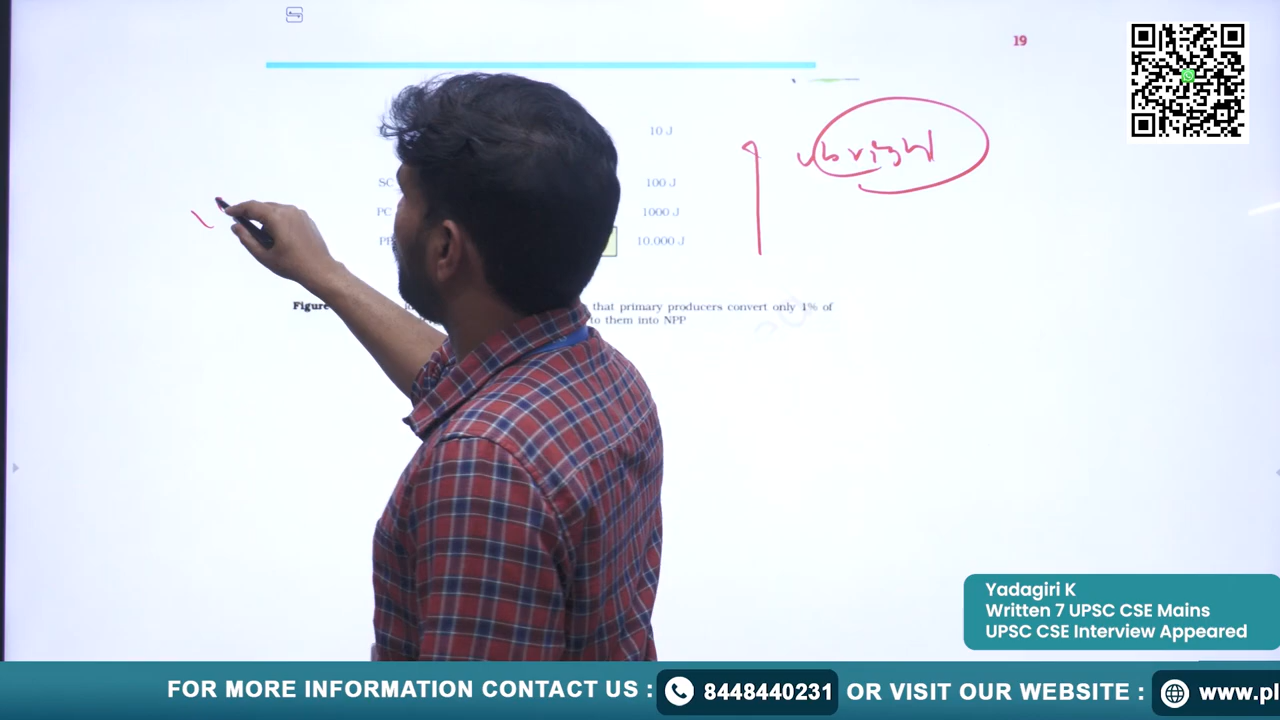 19
10 J
SC
100 J
PC
1000 J
PP
10,000 J
upright
Figure
that primary producers convert only 1% of
to them into NPP
Yadagiri K
Written 7 UPSC CSE Mains
UPSC CSE Interview Appeared
FOR MORE INFORMATION CONTACT US : 8448440231 OR VISIT OUR WEBSITE : www.pl